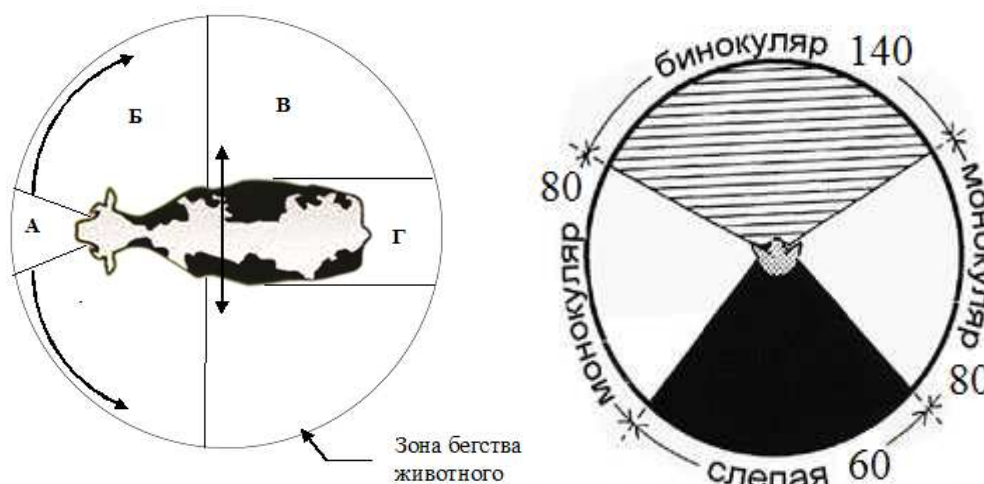 А
Б
В
Г
Зона бегства
животного
бинокуляр 140
80
монокуляр
монокуляр
80
слепая 60